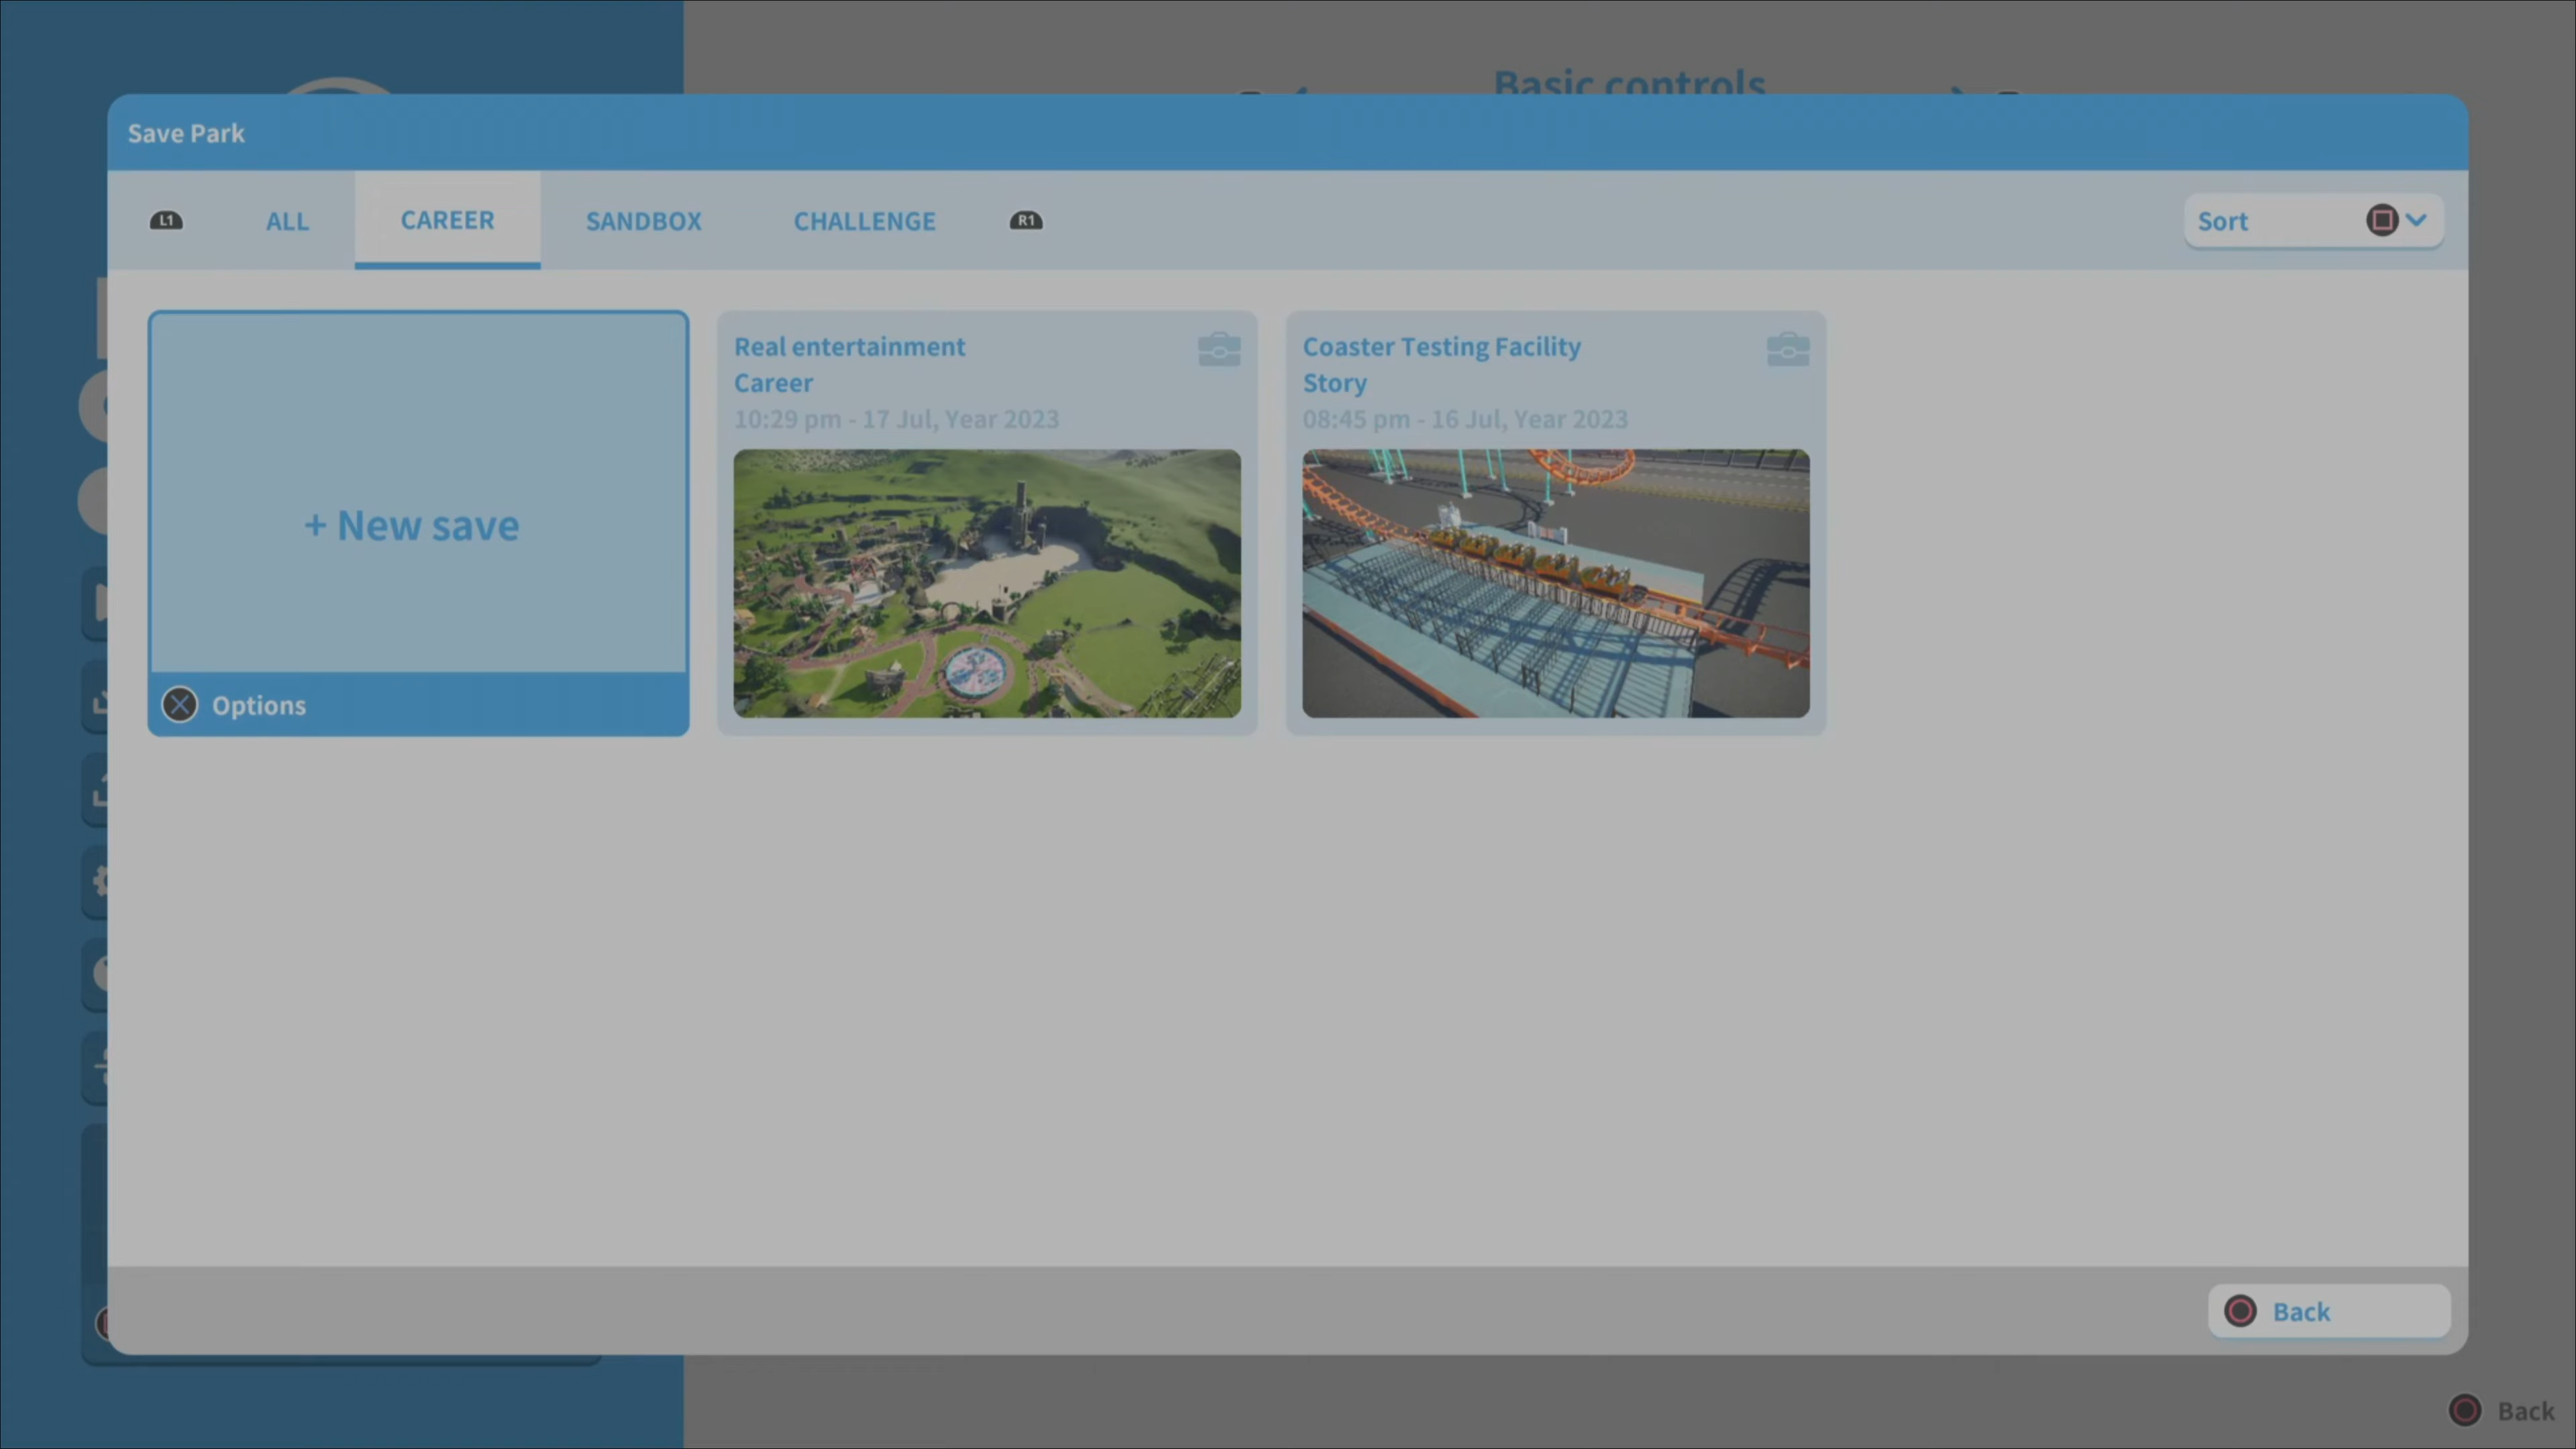 Basic controls
Save Park
L1 ALL CAREER SANDBOX CHALLENGE R1 Sort
+ New save
Options
Real entertainment
Career
10:29 pm - 17 Jul, Year 2023
Coaster Testing Facility
Story
08:45 pm - 16 Jul, Year 2023
Back
Back